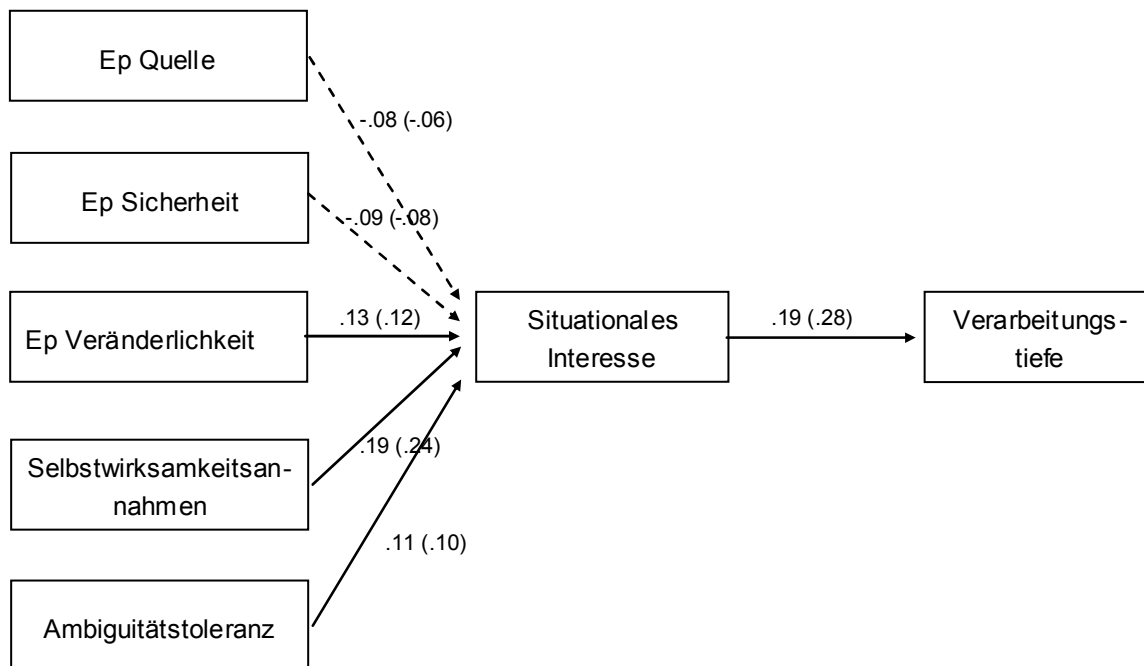 Ep Quelle
-.08 (-.06)
Ep Sicherheit
-.09 (-.08)
Ep Veränderlichkeit
.13 (.12)
Situationales
Interesse
.19 (.28)
Verarbeitungs-
tiefe
Selbstwirksamkeitsan-
nahmen
.19 (.24)
.11 (.10)
Ambiguitätstoleranz